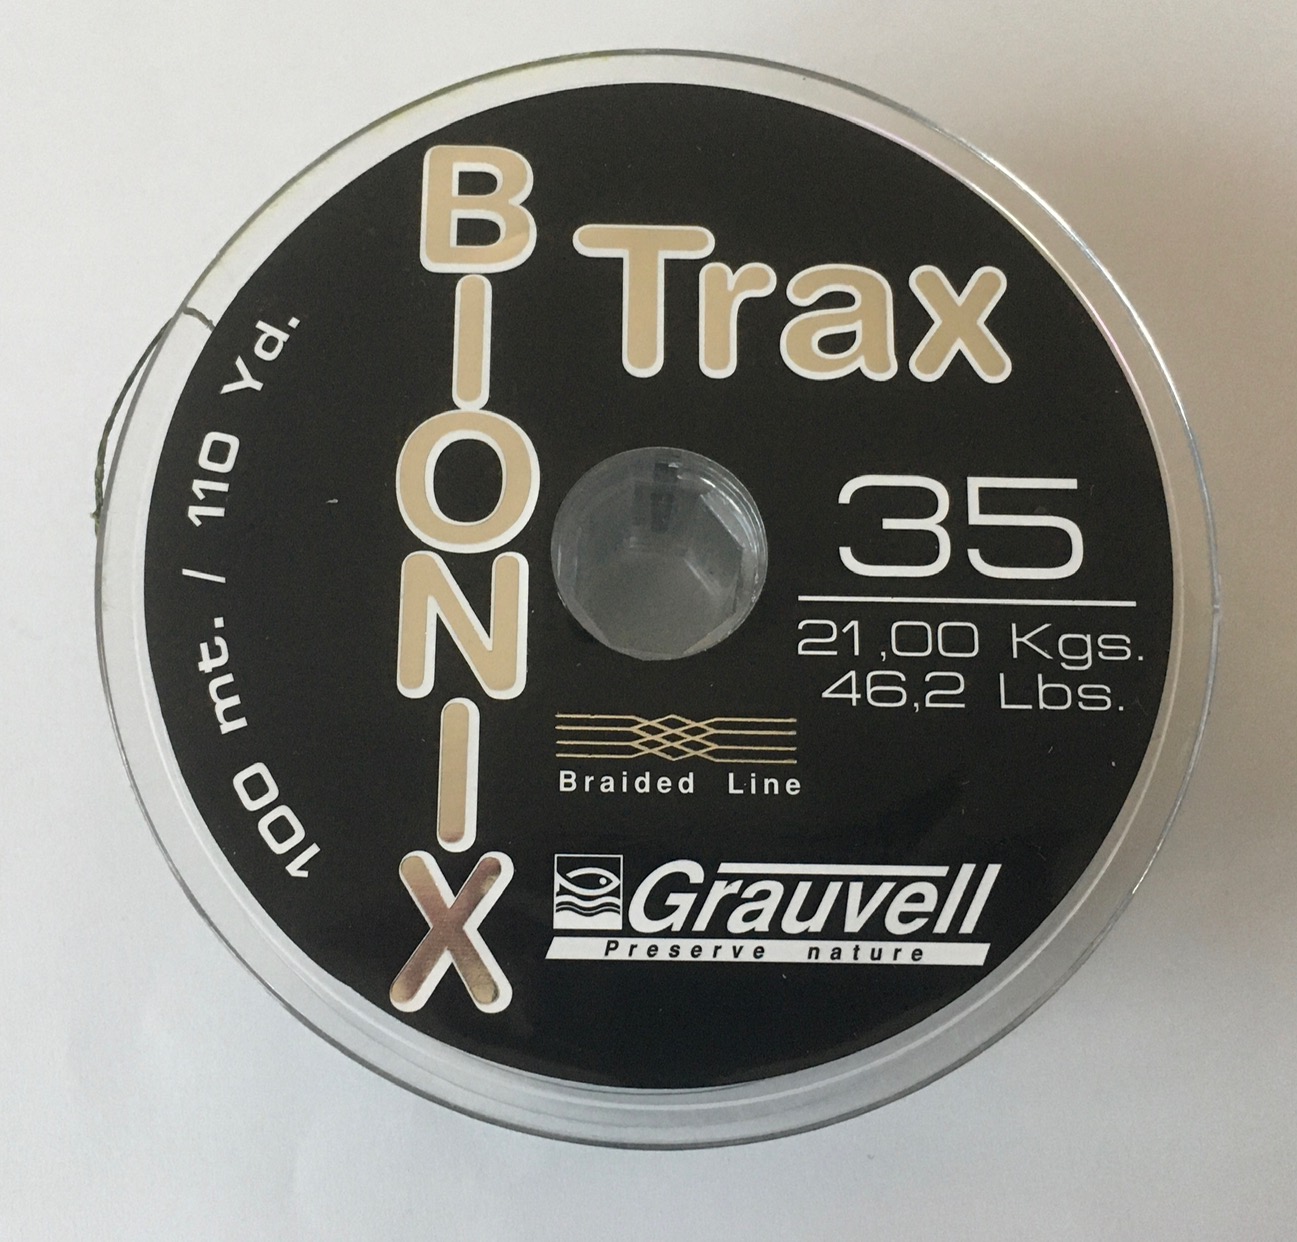 BIONIX
Trax
100 mt. / 110 Yd.
35
21,00 Kgs.
46,2 Lbs.
Braided Line
Grauvell
Preserve nature